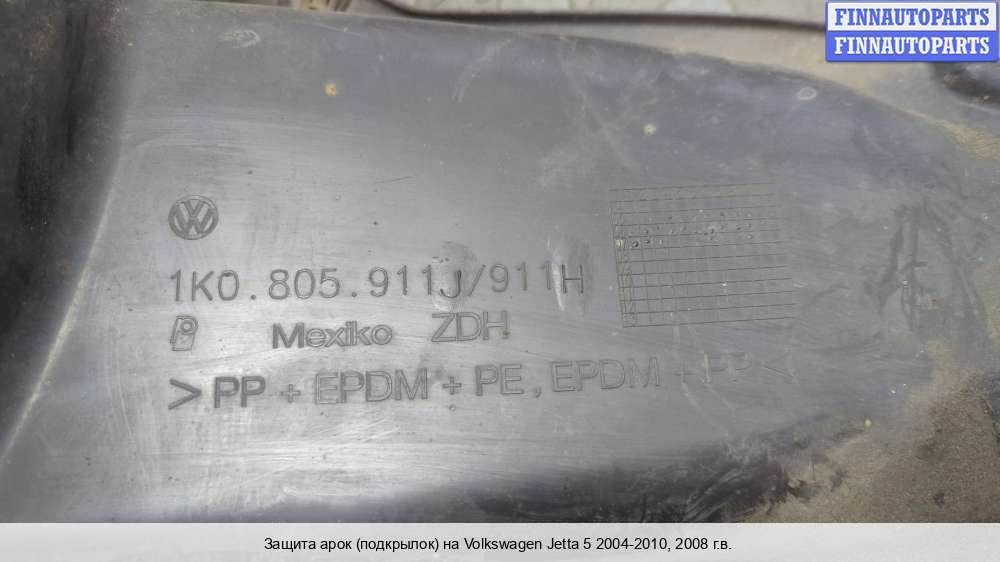 FINNAUTOPARTS
FINNAUTOPARTS
1K0.805.911J/911H
Mexiko ZDH
>PP + EPDM + PE, EPDM + PP<
Защита арок (подкрылок) на Volkswagen Jetta 5 2004-2010, 2008 г.в.